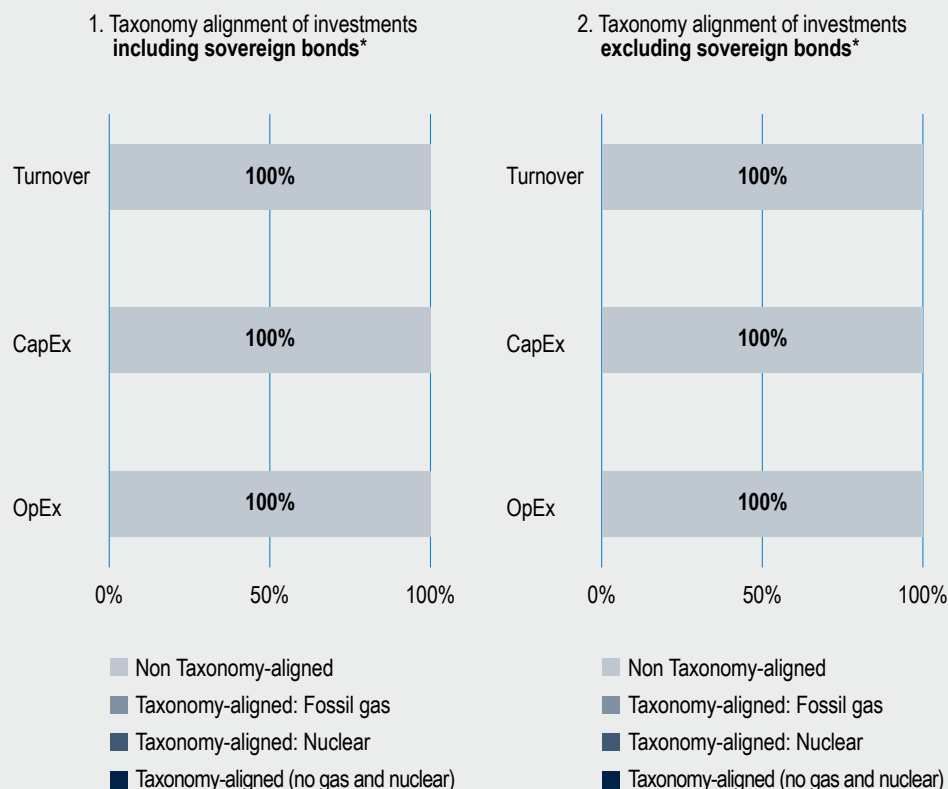 1. Taxonomy alignment of investments
including sovereign bonds*
Turnover
100%
CapEx
100%
OpEx
100%
0%
50%
100%
Non Taxonomy-aligned
Taxonomy-aligned: Fossil gas
Taxonomy-aligned: Nuclear
Taxonomy-aligned (no gas and nuclear)
2. Taxonomy alignment of investments
excluding sovereign bonds*
Turnover
100%
CapEx
100%
OpEx
100%
0%
50%
100%
Non Taxonomy-aligned
Taxonomy-aligned: Fossil gas
Taxonomy-aligned: Nuclear
Taxonomy-aligned (no gas and nuclear)